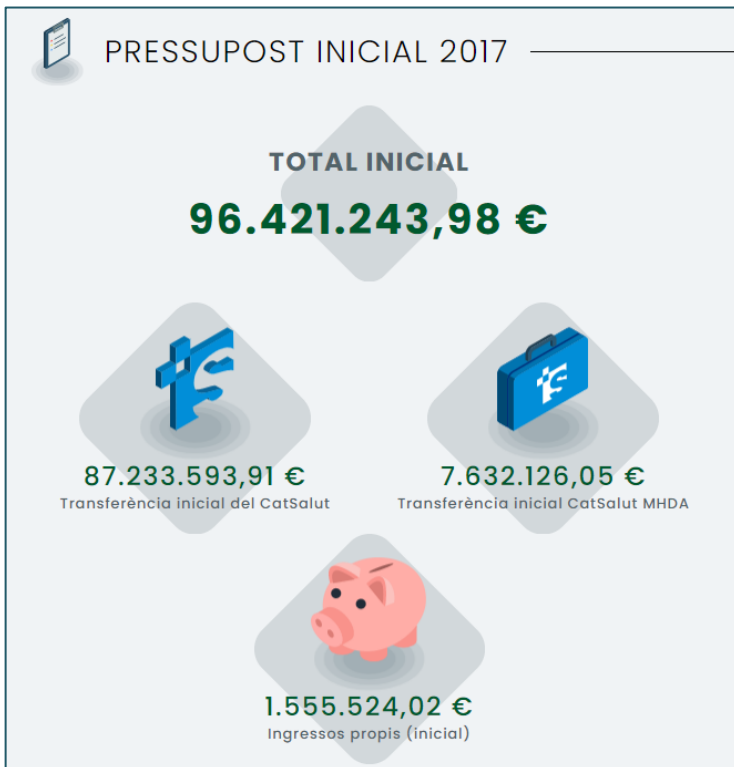 PRESSUPOST INICIAL 2017
TOTAL INICIAL
96.421.243,98 €
87.233.593,91 €
Transferència inicial del CatSalut
7.632.126,05 €
Transferència inicial CatSalut MHDA
1.555.524,02 €
Ingressos propis (inicial)